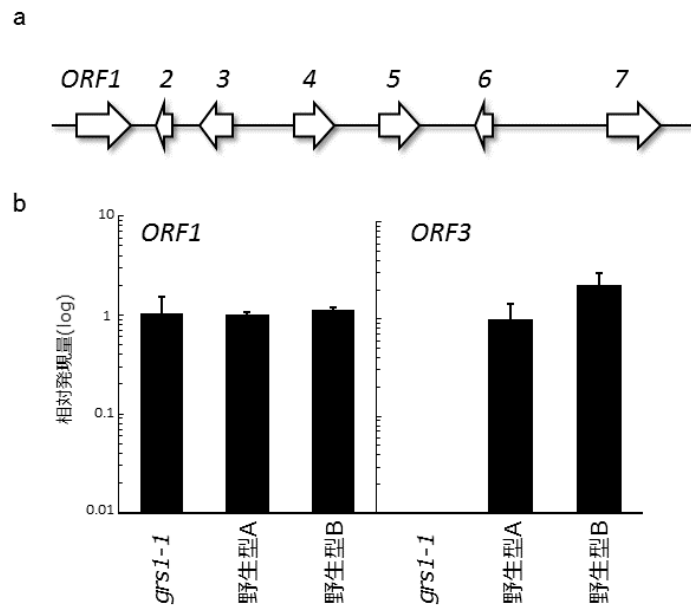 a
ORF1 2 3 4 5 6 7
b
10
1
0.1
0.01
相対発現量(log)
ORF1
ORF3
grs1-1
野生型A
野生型B
grs1-1
野生型A
野生型B